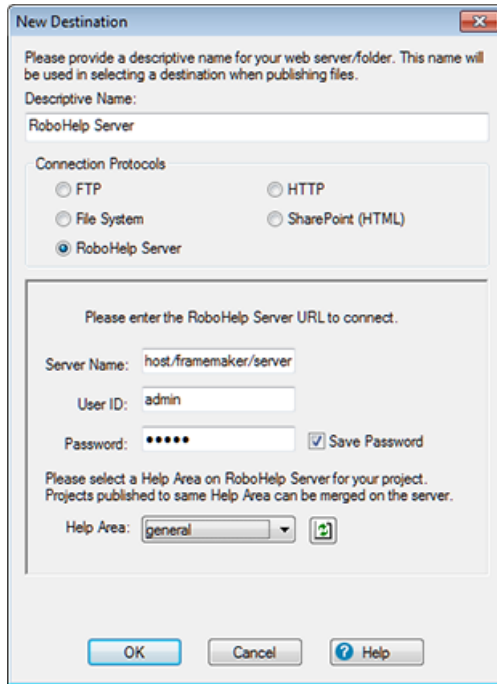 New Destination
Please provide a descriptive name for your web server/folder. This name will
be used in selecting a destination when publishing files.
Descriptive Name:
RoboHelp Server
Connection Protocols
FTP
HTTP
File System
SharePoint (HTML)
RoboHelp Server
Please enter the RoboHelp Server URL to connect.
Server Name: host/framemaker/server
User ID: admin
Password: ●●●●● Save Password
Please select a Help Area on RoboHelp Server for your project.
Projects published to same Help Area can be merged on the server.
Help Area: general
OK
Cancel
? Help